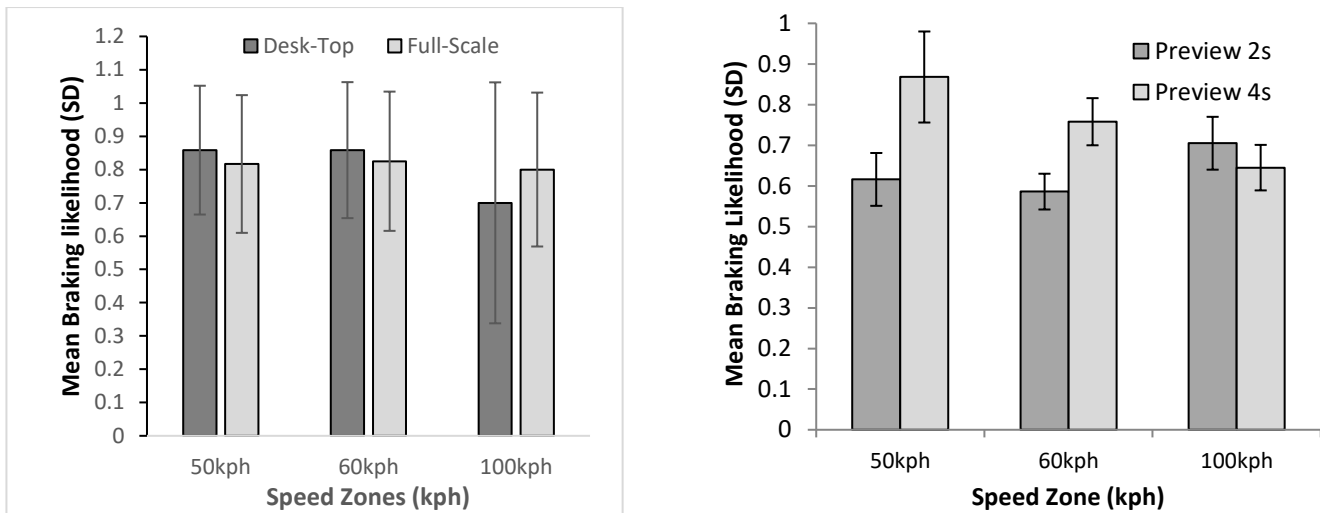 Mean Braking likelihood (SD)
1.2
1.1
1
0.9
0.8
0.7
0.6
0.5
0.4
0.3
0.2
0.1
0
Desk-Top Full-Scale
50kph 60kph 100kph
Speed Zones (kph)
Mean Braking Likelihood (SD)
1
0.9
0.8
0.7
0.6
0.5
0.4
0.3
0.2
0.1
0
Preview 2s
Preview 4s
50kph 60kph 100kph
Speed Zone (kph)